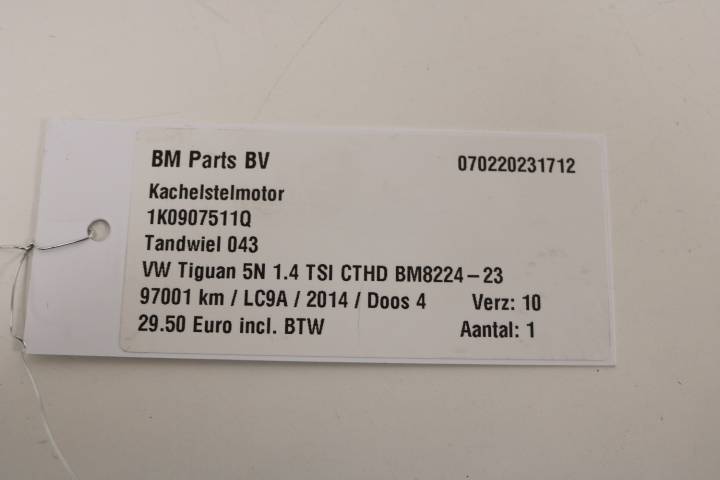 BM Parts BV 070220231712
Kachelstelmotor
1K0907511Q
Tandwiel 043
VW Tiguan 5N 1.4 TSI CTHD BM8224-23
97001 km / LC9A / 2014 / Doos 4 Verz: 10
29.50 Euro incl. BTW Aantal: 1